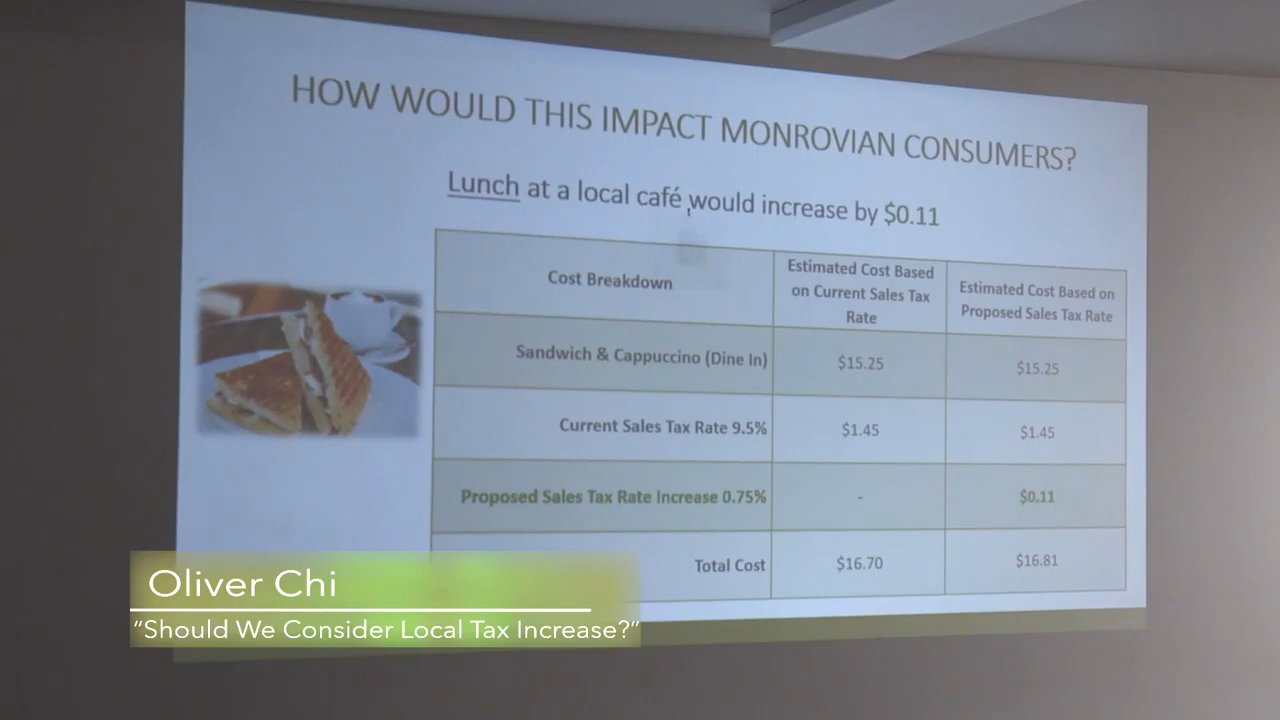 HOW WOULD THIS IMPACT MONROVIAN CONSUMERS?
Lunch at a local café would increase by $0.11
Cost Breakdown
Estimated Cost Based
on Current Sales Tax
Rate
Estimated Cost Based on
Proposed Sales Tax Rate
Sandwich & Cappuccino (Dine In)
$15.25
$15.25
Current Sales Tax Rate 9.5%
$1.45
$1.45
Proposed Sales Tax Rate Increase 0.75%
-
$0.11
Total Cost
$16.70
$16.81
Oliver Chi
“Should We Consider Local Tax Increase?”